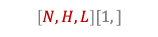 [N, H, L][1,]